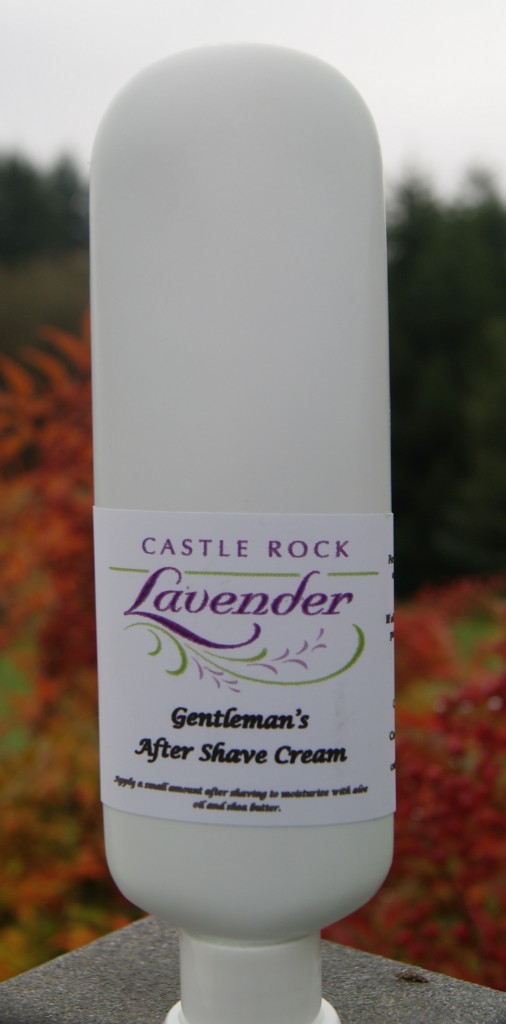 CASTLE ROCK
Lavender
Gentleman's
After Shave Cream
Apply a small amount after shaving to moisturize with aloe
oil and shea butter.